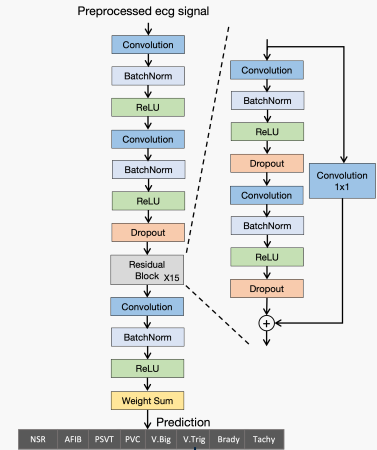 Preprocessed ecg signal
Convolution
BatchNorm
ReLU
Convolution
BatchNorm
ReLU
Dropout
Residual
Block X15
Convolution
BatchNorm
ReLU
Weight Sum
Prediction
NSR AFIB PSVT PVC V.Big V.Trig Brady Tachy
Convolution
BatchNorm
ReLU
Dropout
Convolution
BatchNorm
ReLU
Dropout
+
Convolution
1x1